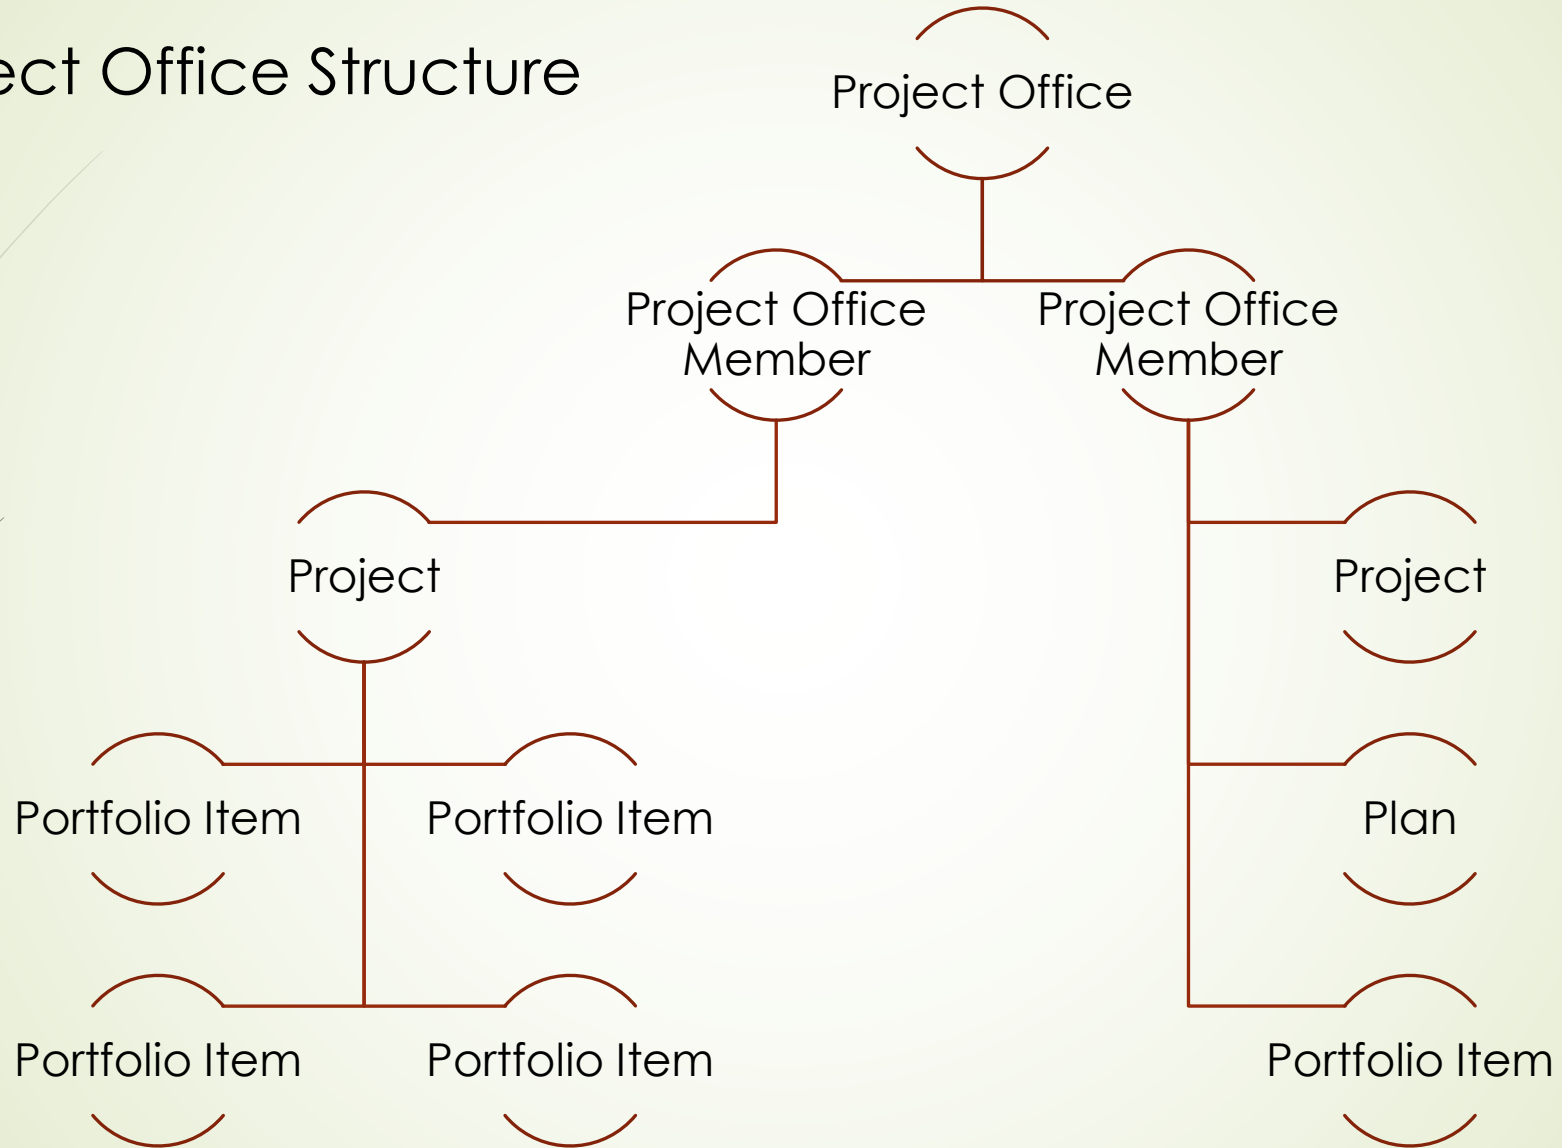 ect Office Structure
Project Office
Project Office
Member
Project Office
Member
Project
Project
Portfolio Item
Portfolio Item
Plan
Portfolio Item
Portfolio Item
Portfolio Item